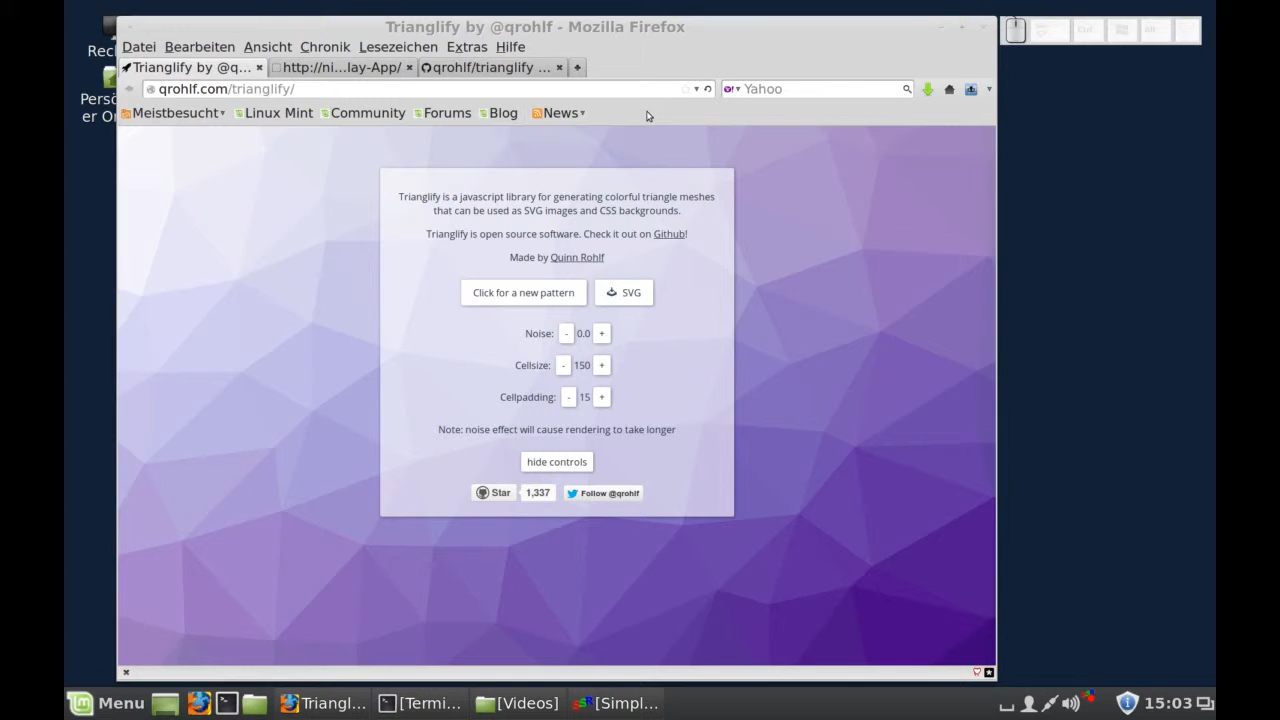 Trianglify by @qrohlf - Mozilla Firefox
Datei Bearbeiten Ansicht Chronik Lesezeichen Extras Hilfe
Trianglify by @q... http://ni...lay-App/ qrohlf/trianglify ...
qrohlf.com/trianglify/ Yahoo
Meistbesucht Linux Mint Community Forums Blog News
Trianglify is a javascript library for generating colorful triangle meshes
that can be used as SVG images and CSS backgrounds.
Trianglify is open source software. Check it out on Github!
Made by Quinn Rohlf
Click for a new pattern SVG
Noise: - 0.0 +
Cellsize: - 150 +
Cellpadding: - 15 +
Note: noise effect will cause rendering to take longer
hide controls
Star 1,337 Follow @qrohlf
Rec
Persö
er O
Menu Triangl... [Termi... [Videos] [Simpl... 15:03